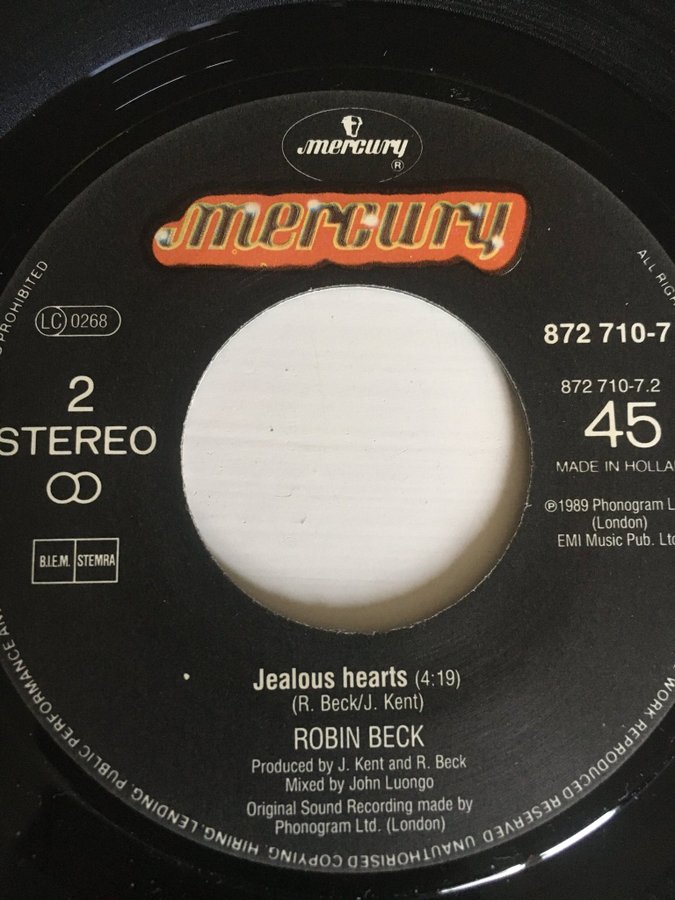 mercury
®
mercury
LC 0268
872 710-7
2
STEREO
872 710-7.2
45
MADE IN HOLLA
℗1989 Phonogram L
(London)
EMI Music Pub. Ltd
B.I.E.M. STEMRA
Jealous hearts (4:19)
(R. Beck/J. Kent)
ROBIN BECK
Produced by J. Kent and R. Beck
Mixed by John Luongo
Original Sound Recording made by
Phonogram Ltd. (London)
ALL RIGH
WORK REPRODUCED RESERVED. UNAUTHORISED COPYING, HIRING, LENDING, PUBLIC PERFORMANCE AN
PROHIBITED